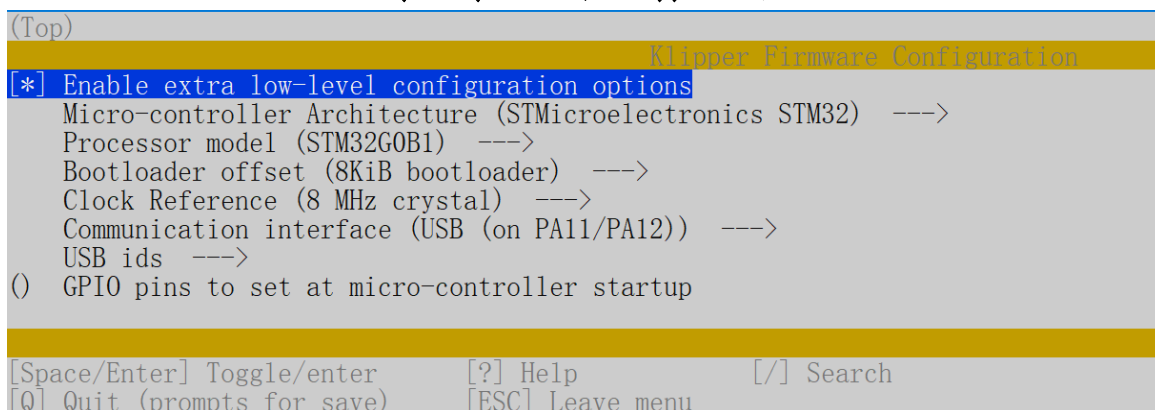 (Top)
Klipper Firmware Configuration
[*] Enable extra low-level configuration options
Micro-controller Architecture (STMicroelectronics STM32) --->
Processor model (STM32G0B1) --->
Bootloader offset (8KiB bootloader) --->
Clock Reference (8 MHz crystal) --->
Communication interface (USB (on PA11/PA12)) --->
USB ids --->
() GPIO pins to set at micro-controller startup
[Space/Enter] Toggle/enter [?] Help [/] Search
[Q] Quit (prompts for save) [ESC] Leave menu